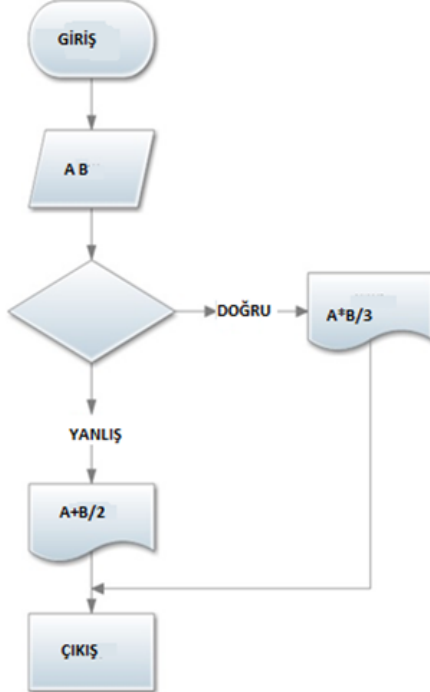 GİRİŞ
A B
DOĞRU
A*B/3
YANLIŞ
A+B/2
ÇIKIŞ